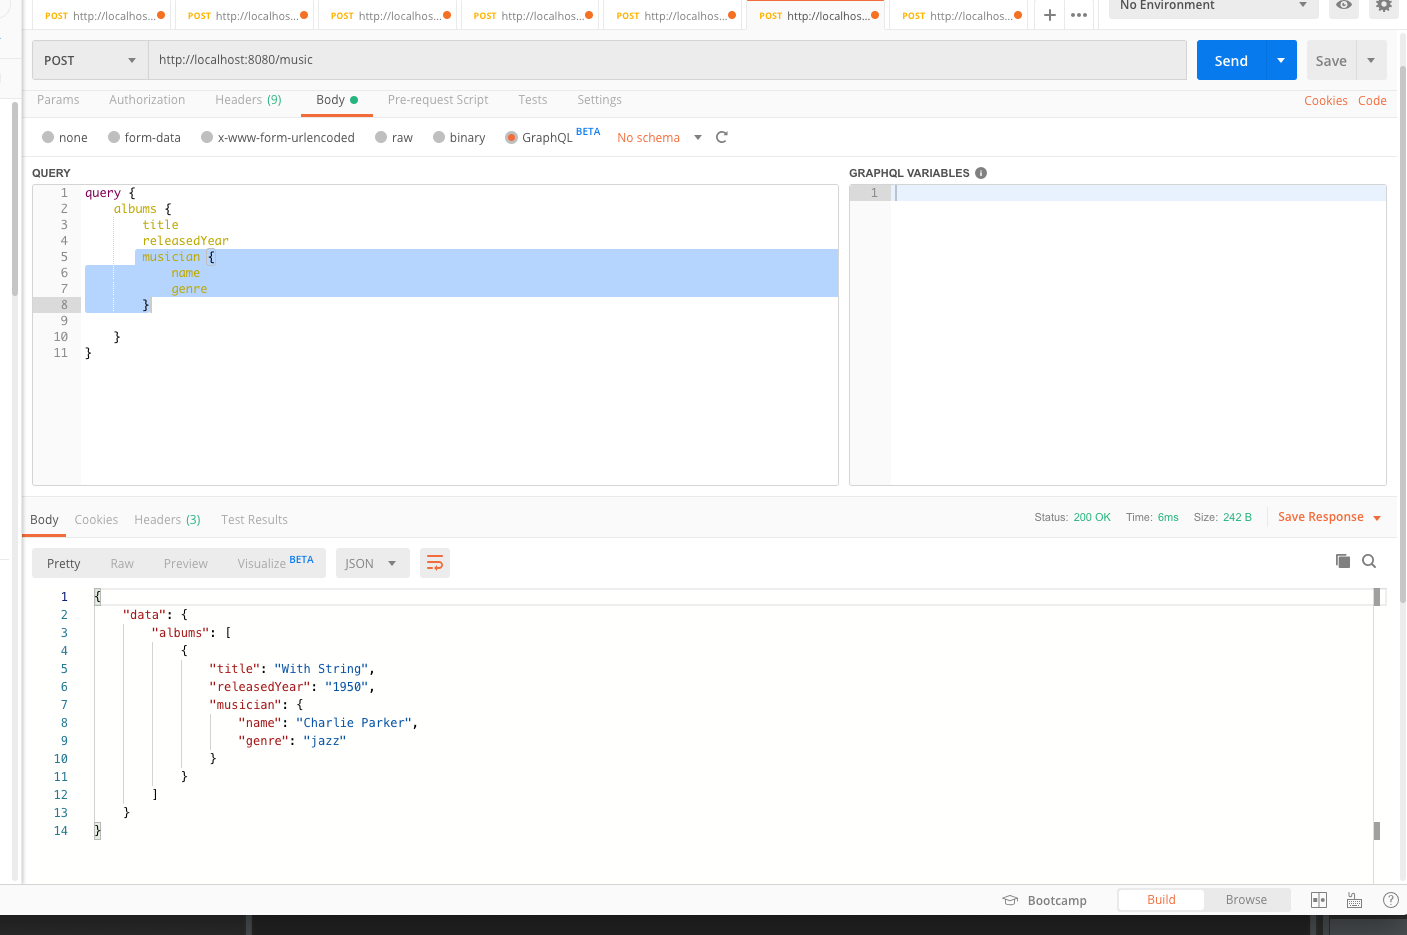 POST http://localhos... POST http://localhos... POST http://localhos... POST http://localhos... POST http://localhos... POST http://localhos... POST http://localhos... + ••• No Environment
POST http://localhost:8080/music Send Save
Params Authorization Headers (9) Body Pre-request Script Tests Settings Cookies Code
none form-data x-www-form-urlencoded raw binary GraphQL BETA No schema
QUERY GRAPHQL VARIABLES i
1 query {
2 albums {
3 title
4 releasedYear
5 musician {
6 name
7 genre
8 }
9
10 }
11 }
1
Body Cookies Headers (3) Test Results Status: 200 OK Time: 6ms Size: 242 B Save Response
Pretty Raw Preview Visualize BETA JSON
1 {
2 "data": {
3 "albums": [
4 {
5 "title": "With String",
6 "releasedYear": "1950",
7 "musician": {
8 "name": "Charlie Parker",
9 "genre": "jazz"
10 }
11 }
12 ]
13 }
14 }
Bootcamp Build Browse ?